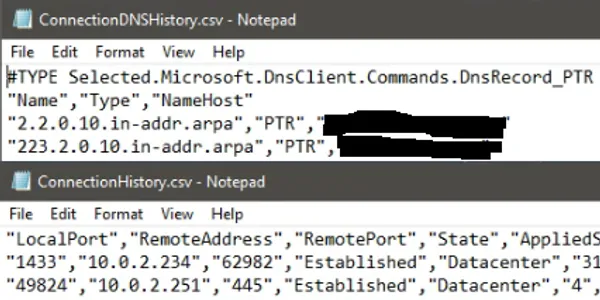 ConnectionDNSHistory.csv - Notepad
File Edit Format View Help
#TYPE Selected.Microsoft.DnsClient.Commands.DnsRecord_PTR
"Name","Type","NameHost"
"2.2.0.10.in-addr.arpa","PTR","
"223.2.0.10.in-addr.arpa","PTR",
ConnectionHistory.csv - Notepad
File Edit Format View Help
"LocalPort","RemoteAddress","RemotePort","State","AppliedS
"1433","10.0.2.234","62982","Established","Datacenter","31
"49824","10.0.2.251","445","Established","Datacenter","4",